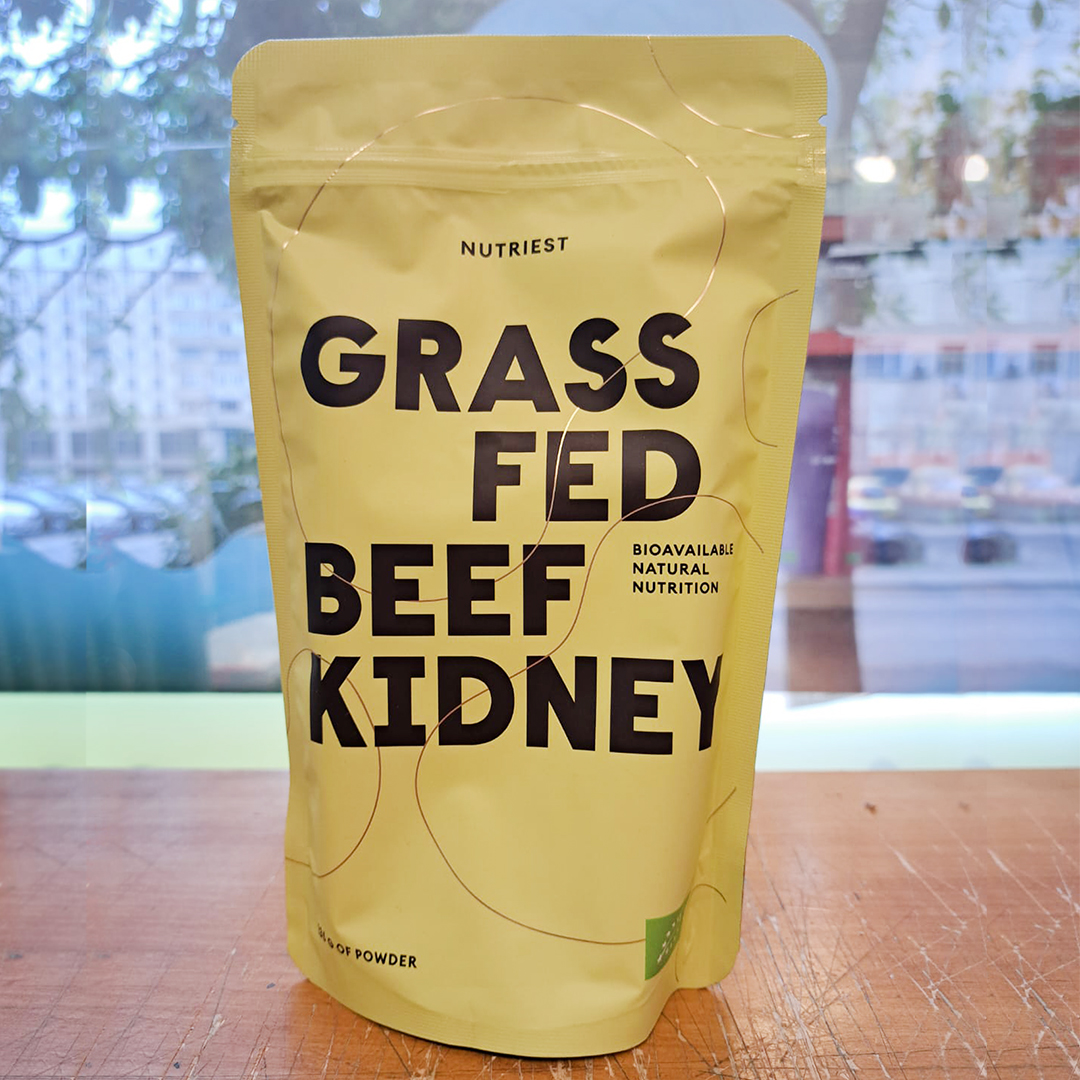 NUTRIEST
GRASS
FED
BEEF
BIOAVAILABLE
NATURAL
NUTRITION
KIDNEY
G OF POWDER